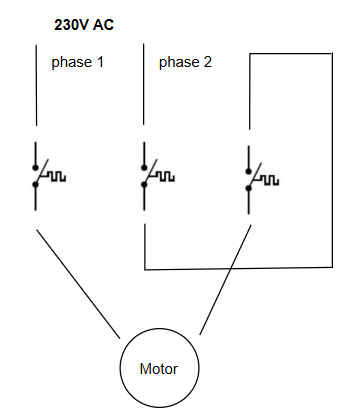 230V AC
phase 1
phase 2
Motor